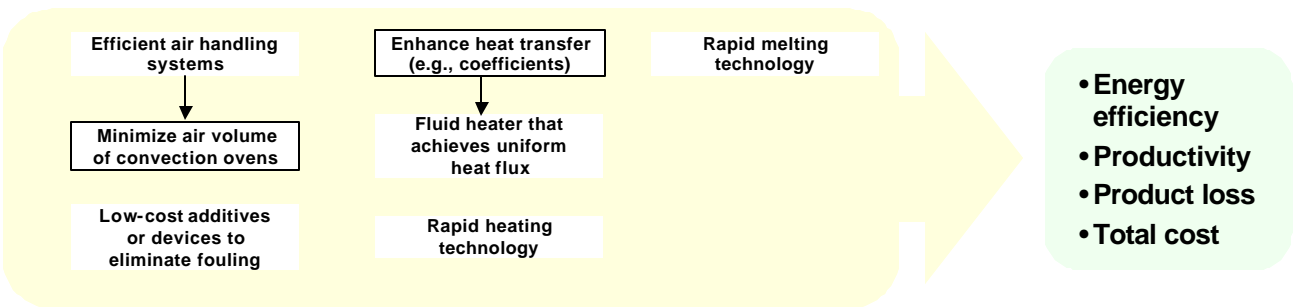 Efficient air handling
systems
Minimize air volume
of convection ovens
Low-cost additives
or devices to
eliminate fouling
Enhance heat transfer
(e.g., coefficients)
Fluid heater that
achieves uniform
heat flux
Rapid heating
technology
Rapid melting
technology
• Energy
efficiency
• Productivity
• Product loss
• Total cost